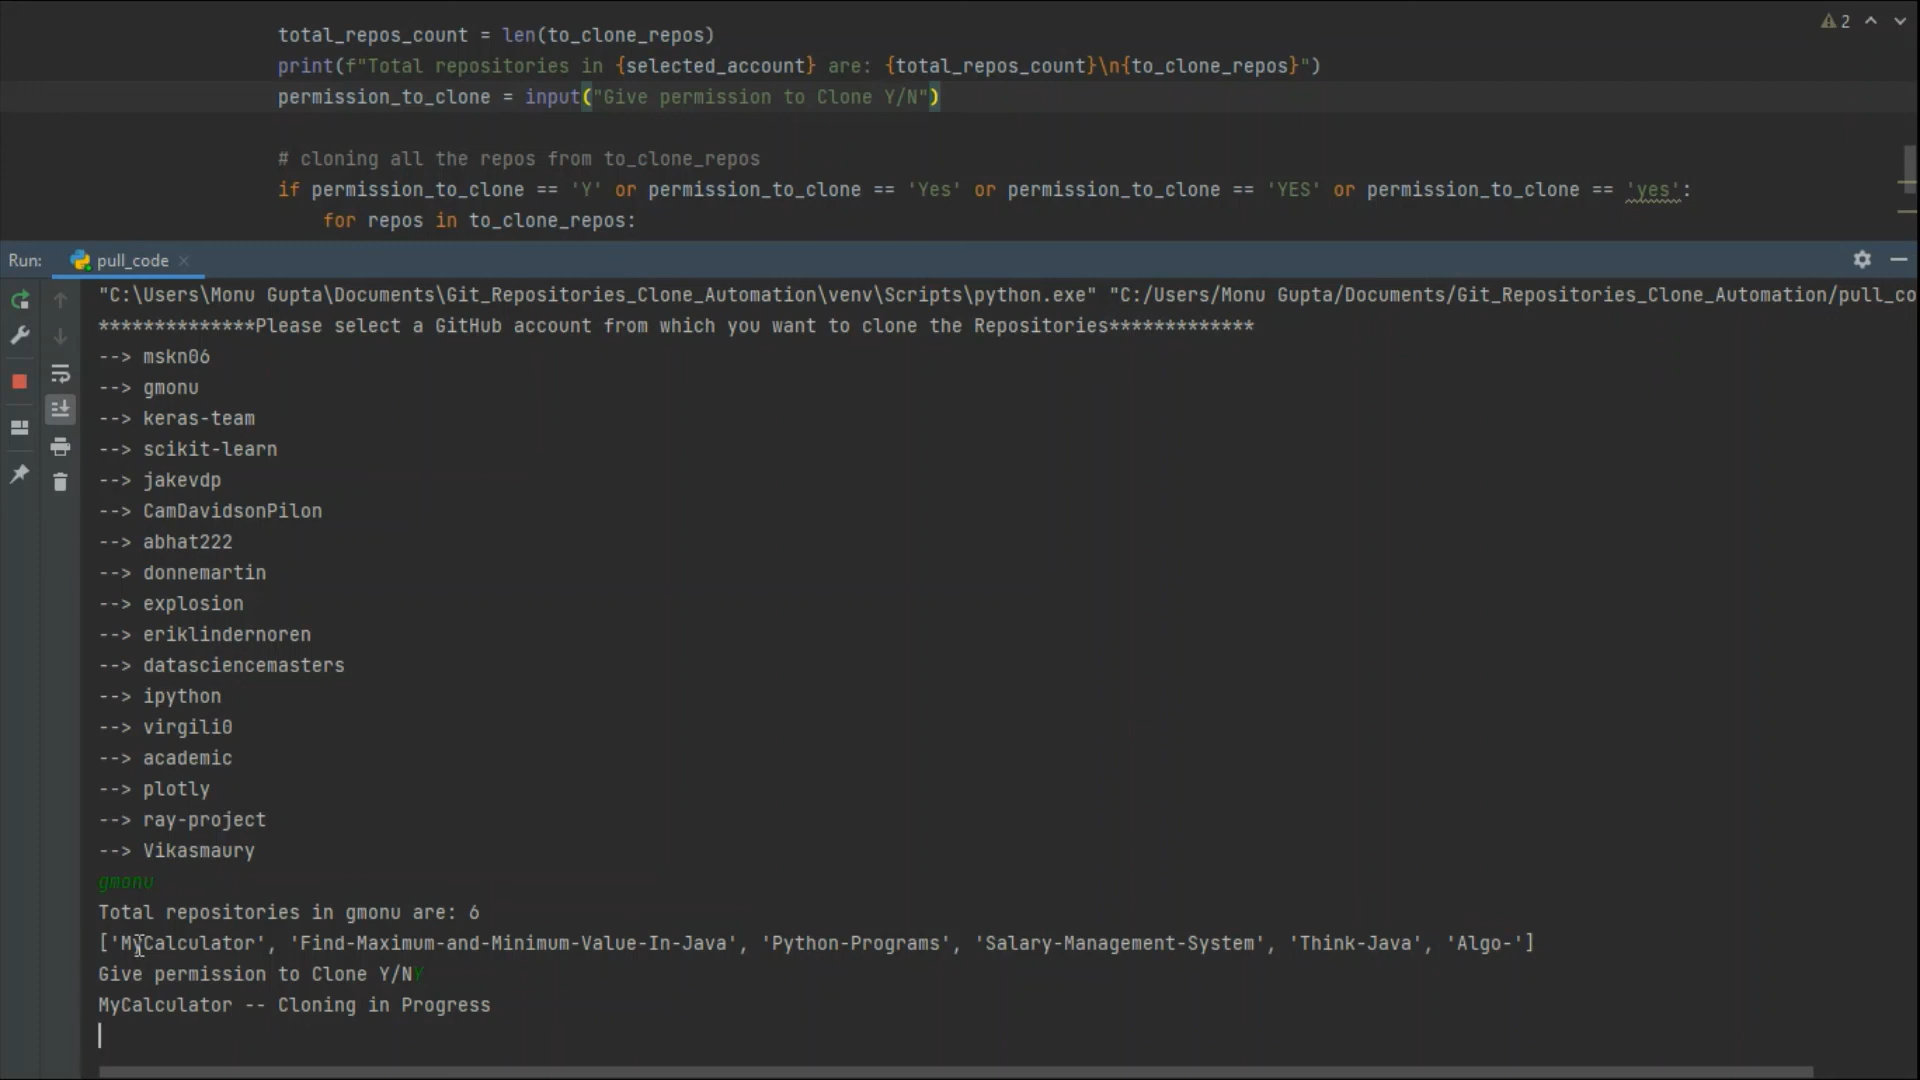 total_repos_count = len(to_clone_repos)
2
print(f"Total repositories in {selected_account} are: {total_repos_count}\n{to_clone_repos}")
permission_to_clone = input("Give permission to Clone Y/N")
# cloning all the repos from to_clone_repos
if permission_to_clone == 'Y' or permission_to_clone == 'Yes' or permission_to_clone == 'YES' or permission_to_clone == 'yes':
for repos in to_clone_repos:
Run: pull_code
"C:\Users\Monu Gupta\Documents\Git_Repositories_Clone_Automation\venv\Scripts\python.exe" "C:/Users/Monu Gupta/Documents/Git_Repositories_Clone_Automation/pull_co
**************Please select a GitHub account from which you want to clone the Repositories*************
--> mskn06
--> gmonu
--> keras-team
--> scikit-learn
--> jakevdp
--> CamDavidsonPilon
--> abhat222
--> donnemartin
--> explosion
--> eriklindernoren
--> datasciencemasters
--> ipython
--> virgili0
--> academic
--> plotly
--> ray-project
--> Vikasmaury
gmonu
Total repositories in gmonu are: 6
['MyCalculator', 'Find-Maximum-and-Minimum-Value-In-Java', 'Python-Programs', 'Salary-Management-System', 'Think-Java', 'Algo-']
Give permission to Clone Y/NY
MyCalculator -- Cloning in Progress